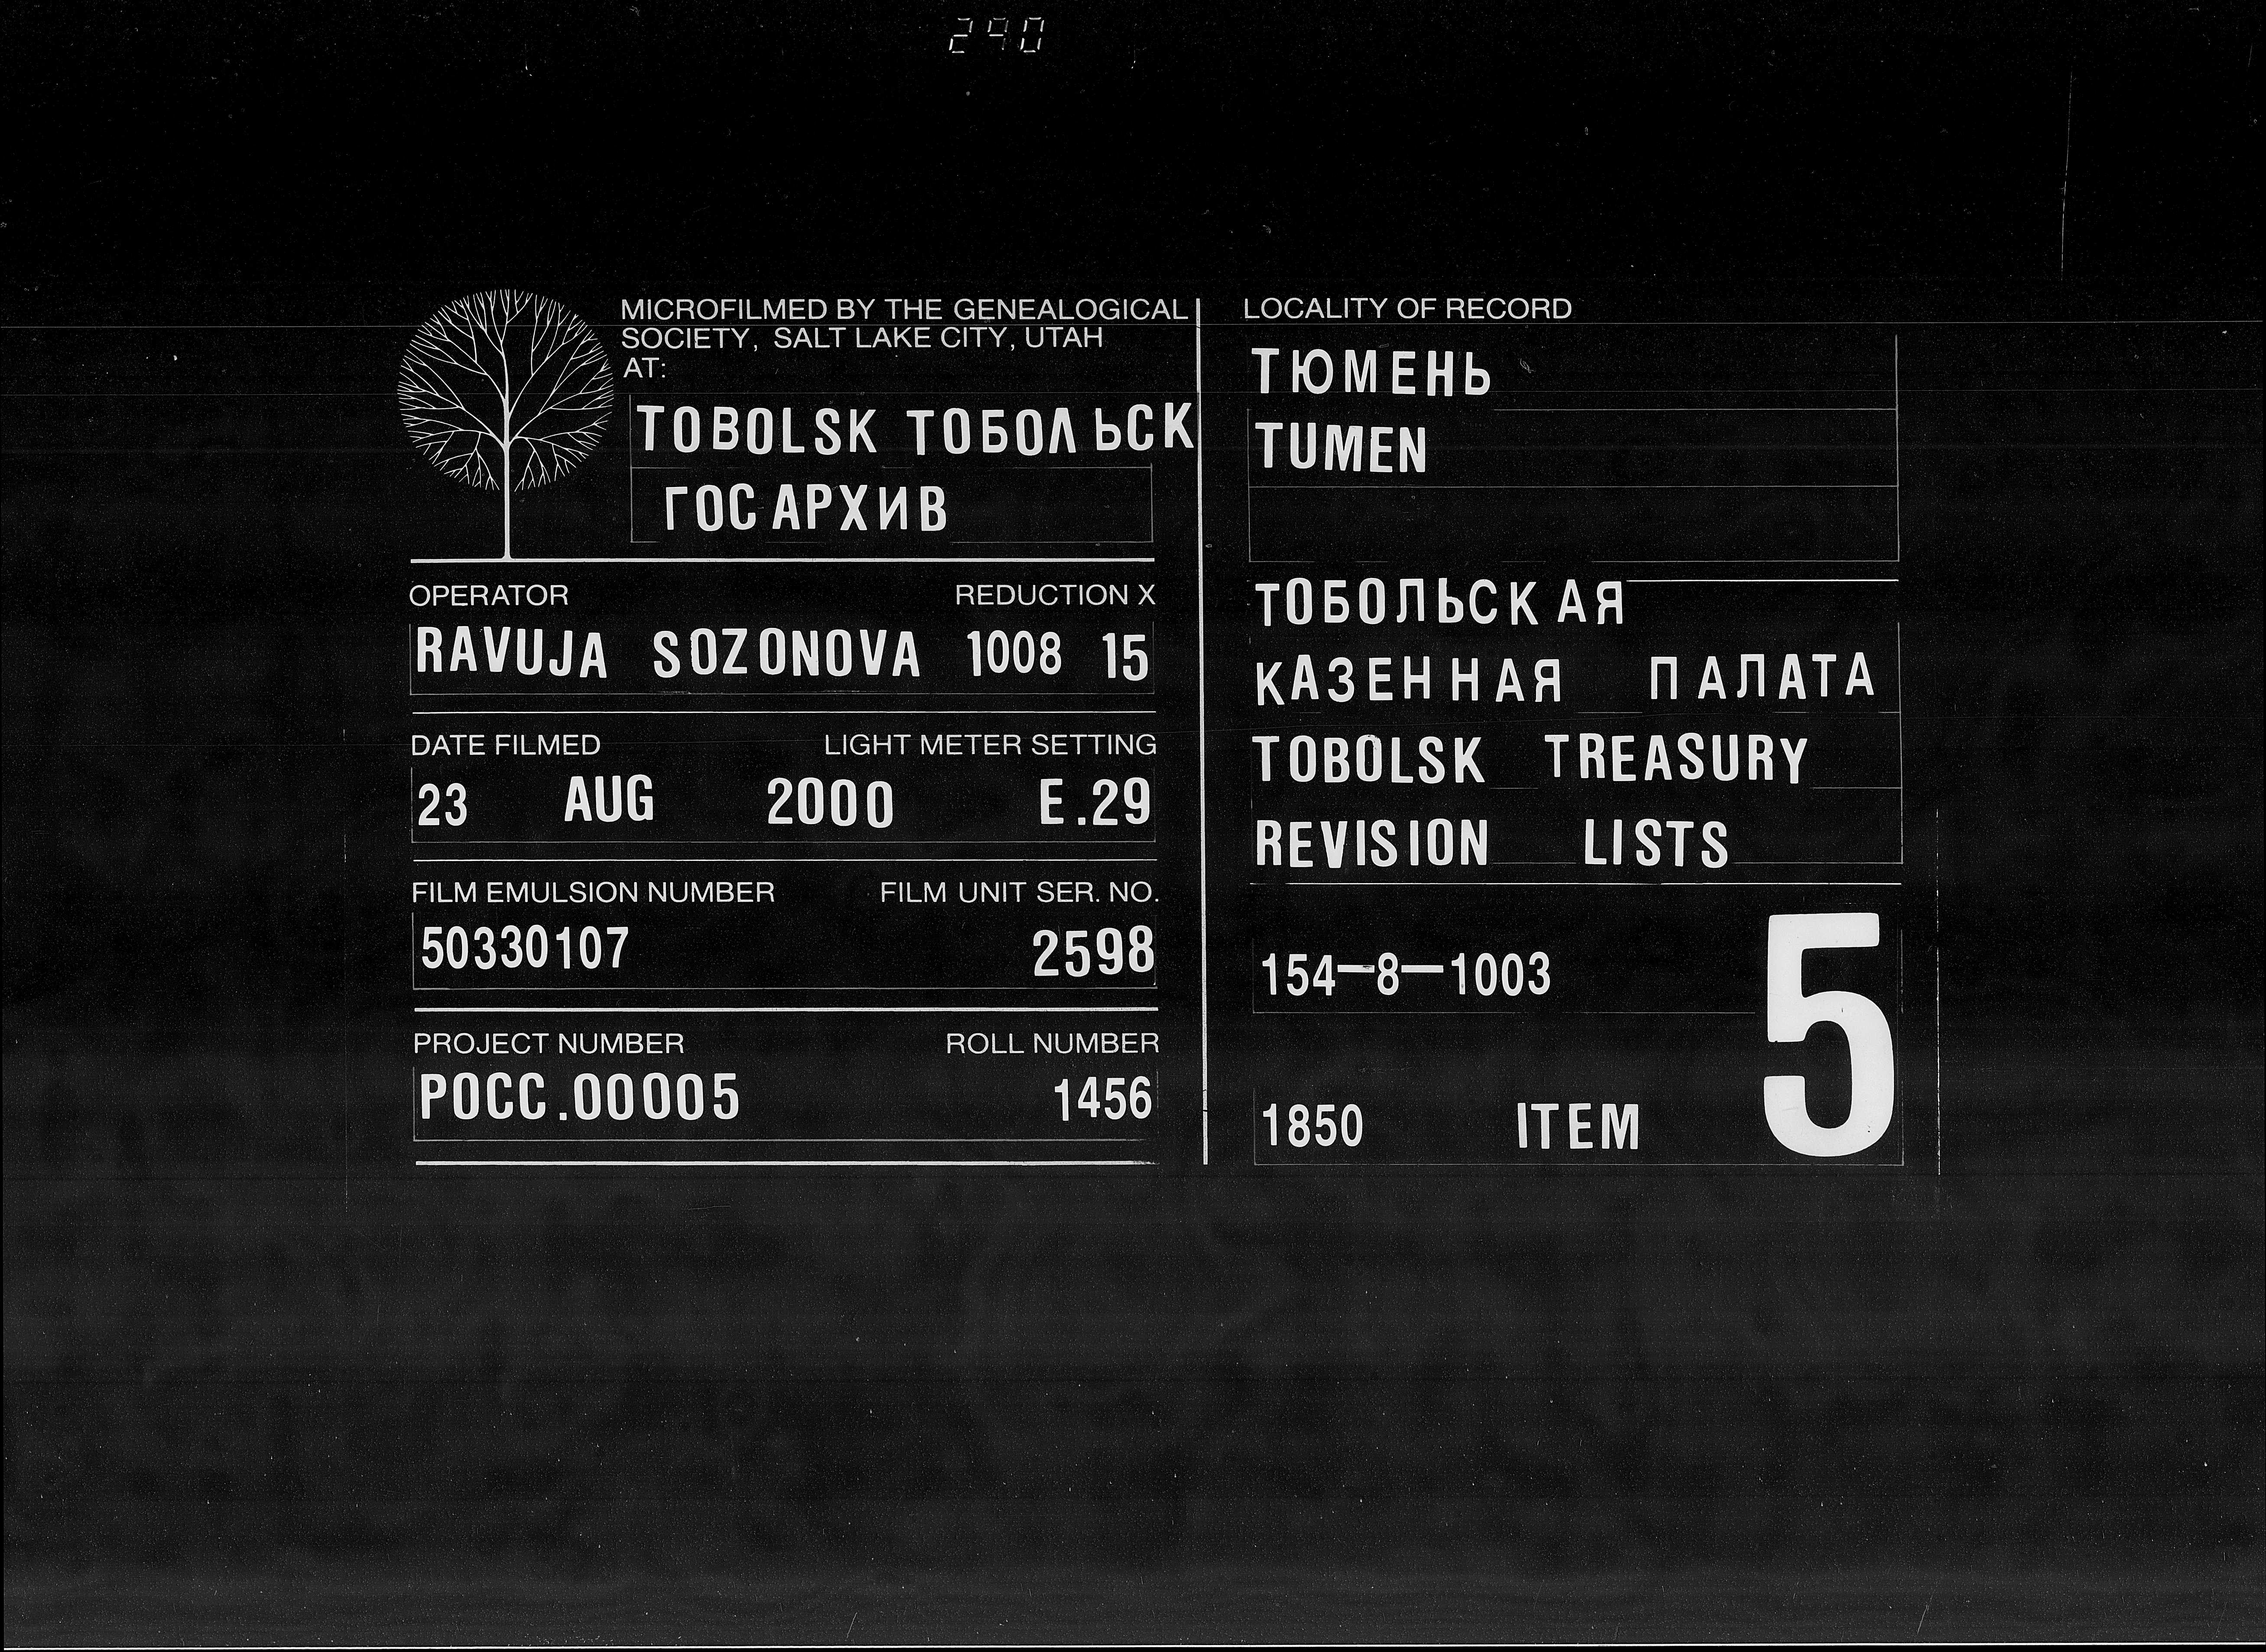 290
MICROFILMED BY THE GENEALOGICAL
SOCIETY, SALT LAKE CITY, UTAH
AT:
TOBOLSK ТОБОЛЬСК
ГОСАРХИВ
OPERATOR REDUCTION X
RAVUJA SOZONOVA 1008 15
DATE FILMED LIGHT METER SETTING
23 AUG 2000 E.29
FILM EMULSION NUMBER FILM UNIT SER. NO.
50330107 2598
PROJECT NUMBER ROLL NUMBER
РОСС.00005 1456
LOCALITY OF RECORD
ТЮМЕНЬ
TUMEN
ТОБОЛЬСКАЯ
КАЗЕННАЯ ПАЛАТА
TOBOLSK TREASURY
REVISION LISTS
154-8-1003
1850 ITEM 5